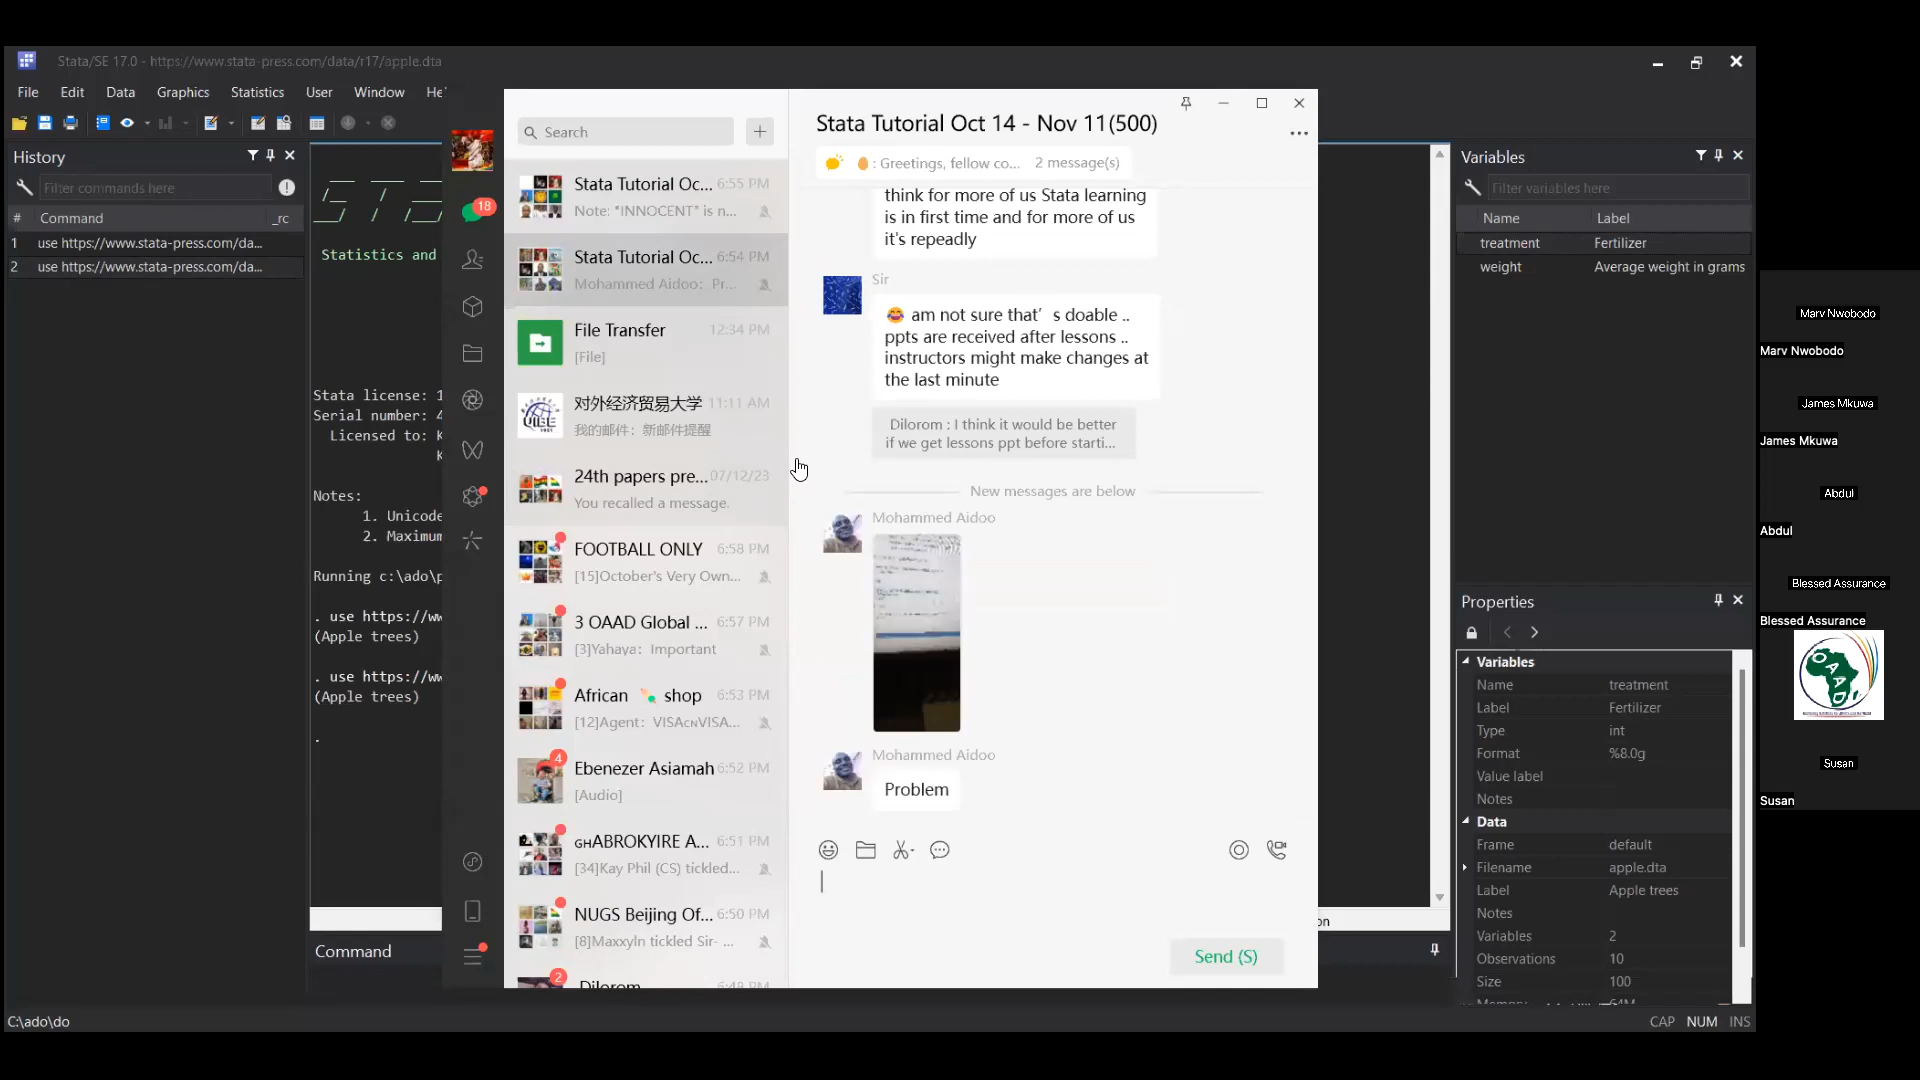 Stata/SE 17.0 - https://www.stata-press.com/data/r17/apple.dta
File Edit Data Graphics Statistics User Window
History
Filter commands here
# Command _rc
1 use https://www.stata-press.com/da...
2 use https://www.stata-press.com/da...
Statistics and
Stata license: 1
Serial number: 4
Licensed to: K
K
Notes:
1. Unicode
2. Maximum
Running c:\ado\p
. use https://ww
(Apple trees)
. use https://ww
(Apple trees)
.
Command
C:\ado\do
18
Search
Stata Tutorial Oc... 6:55 PM
Note: *INNOCENT* is n...
Stata Tutorial Oc... 6:54 PM
Mohammed Aidoo: Pr...
File Transfer 12:34 PM
[File]
对外经济贸易大学 11:11 AM
我的邮件: 新邮件提醒
24th papers pre... 07/12/23
You recalled a message.
FOOTBALL ONLY 6:58 PM
[15]October's Very Own...
3 OAAD Global ... 6:57 PM
[3]Yahaya: Important
African shop 6:53 PM
[12]Agent: VISAcɴVISA...
4
Ebenezer Asiamah 6:52 PM
[Audio]
ɢʜABROKYIRE A... 6:51 PM
[34]Kay Phil (CS) tickled...
NUGS Beijing Of... 6:50 PM
[8]Maxxyln tickled Sir- ...
2
Dilorom 6:48 PM
Stata Tutorial Oct 14 - Nov 11(500)
: Greetings, fellow co... 2 message(s)
think for more of us Stata learning
is in first time and for more of us
it's repeadly
Sir
😂 am not sure that’s doable ..
ppts are received after lessons ..
instructors might make changes at
the last minute
Dilorom : I think it would be better
if we get lessons ppt before starti...
New messages are below
Mohammed Aidoo
Mohammed Aidoo
Problem
Send (S)
on
Variables
Filter variables here
Name Label
treatment Fertilizer
weight Average weight in grams
Properties
Variables
Name treatment
Label Fertilizer
Type int
Format %8.0g
Value label
Notes
Data
Frame default
Filename apple.dta
Label Apple trees
Notes
Variables 2
Observations 10
Size 100
Memory 64M
CAP NUM INS
Marv Nwobodo
Marv Nwobodo
James Mkuwa
James Mkuwa
Abdul
Abdul
Blessed Assurance
Blessed Assurance
OAAD
Susan
Susan